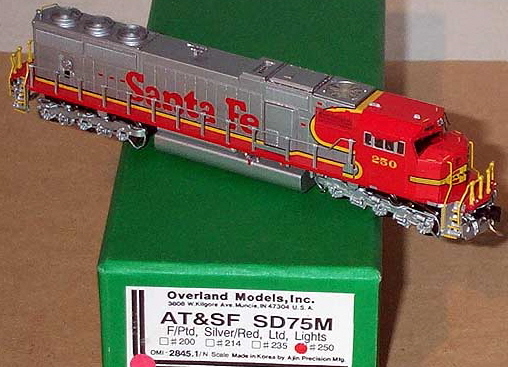 Santa Fe
250
Overland Models, Inc.
3808 W. Kilgore Ave. Muncie, IN 47304 U.S.A.
AT&SF SD75M
F/Ptd, Silver/Red, Ltd, Lights
#200 #214 #235 #250
OMI-2845.1/N Scale Made in Korea by Ajin Precision Mfg.